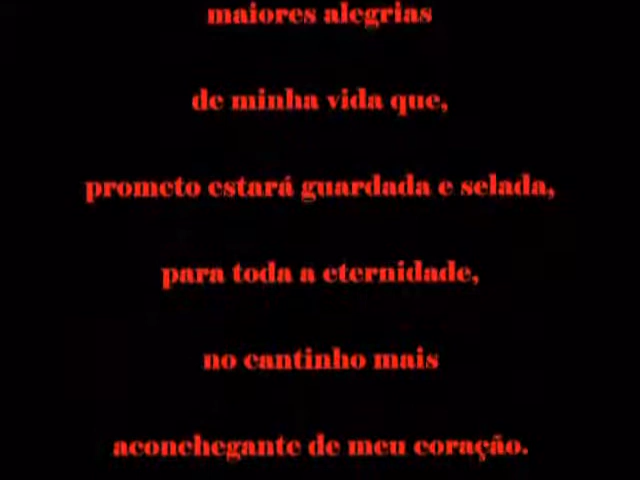 maiores alegrias
de minha vida que,
prometo estará guardada e selada,
para toda a eternidade,
no cantinho mais
aconchegante de meu coração.